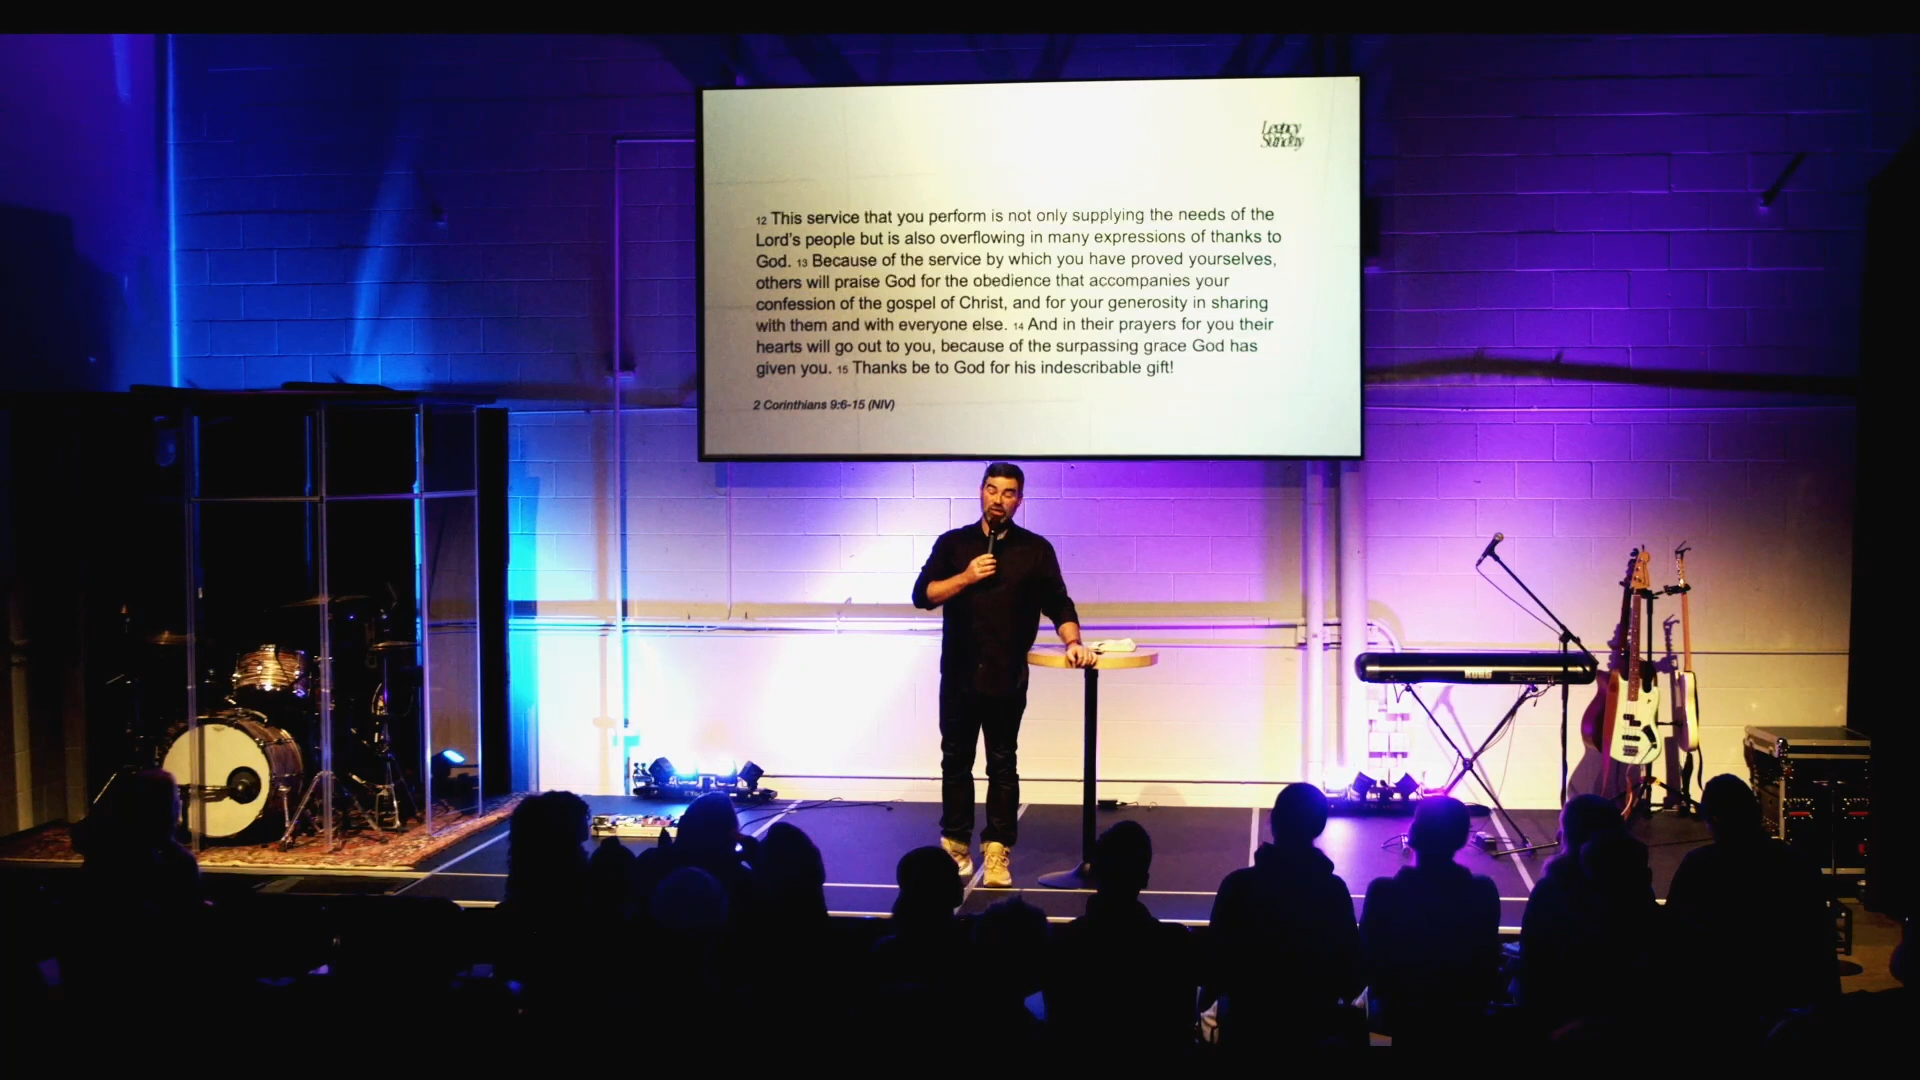 Legacy
Sunday
12 This service that you perform is not only supplying the needs of the
Lord's people but is also overflowing in many expressions of thanks to
God. 13 Because of the service by which you have proved yourselves,
others will praise God for the obedience that accompanies your
confession of the gospel of Christ, and for your generosity in sharing
with them and with everyone else. 14 And in their prayers for you their
hearts will go out to you, because of the surpassing grace God has
given you. 15 Thanks be to God for his indescribable gift!
2 Corinthians 9:6-15 (NIV)
KORG